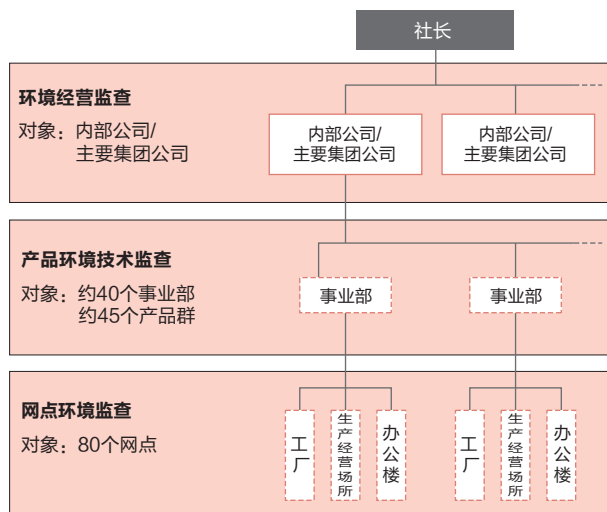 社长
环境经营监查
对象：内部公司/
主要集团公司
内部公司/
主要集团公司
内部公司/
主要集团公司
产品环境技术监查
对象：约40个事业部
约45个产品群
事业部
事业部
网点环境监查
对象：80个网点
工厂
生产经营场所
办公楼
工厂
生产经营场所
办公楼